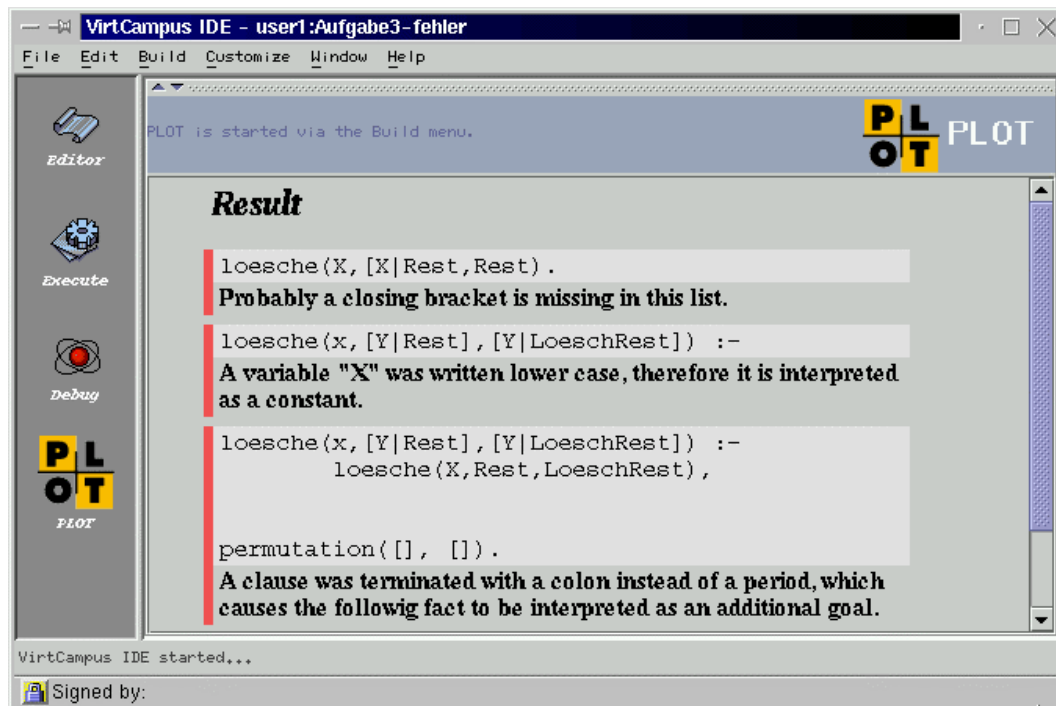 VirtCampus IDE - user1:Aufgabe3-fehler
File Edit Build Customize Window Help
PLOT is started via the Build menu.
PL
OT
PLOT
Editor
Execute
Debug
PL
OT
PLOT
Result
loesche(X,[X|Rest,Rest).
Probably a closing bracket is missing in this list.
loesche(x,[Y|Rest],[Y|LoeschRest]) :-
A variable "X" was written lower case, therefore it is interpreted
as a constant.
loesche(x,[Y|Rest],[Y|LoeschRest]) :-
loesche(X,Rest,LoeschRest),
permutation([], []).
A clause was terminated with a colon instead of a period, which
causes the followig fact to be interpreted as an additional goal.
VirtCampus IDE started...
Signed by: